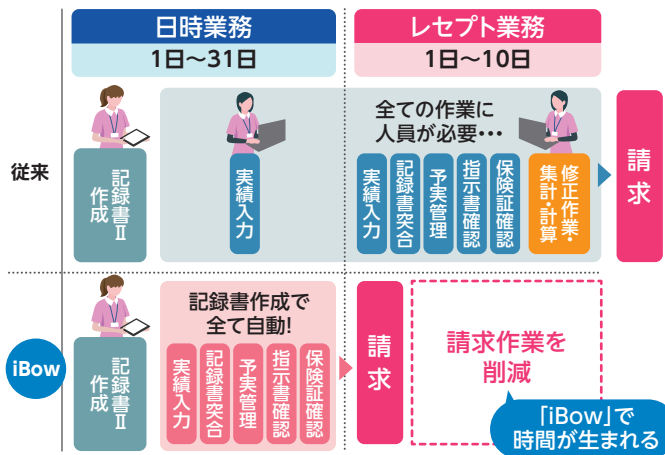 日時業務
1日～31日
レセプト業務
1日～10日
従来
記録書Ⅱ
作成
実績入力
全ての作業に
人員が必要･･･
実績入力
記録書突合
予実管理
指示書確認
保険証確認
修正作業・
集計・計算
請求
iBow
記録書Ⅱ
作成
記録書作成で
全て自動!
実績入力
記録書突合
予実管理
指示書確認
保険証確認
請求
請求作業を
削減
「iBow」で
時間が生まれる